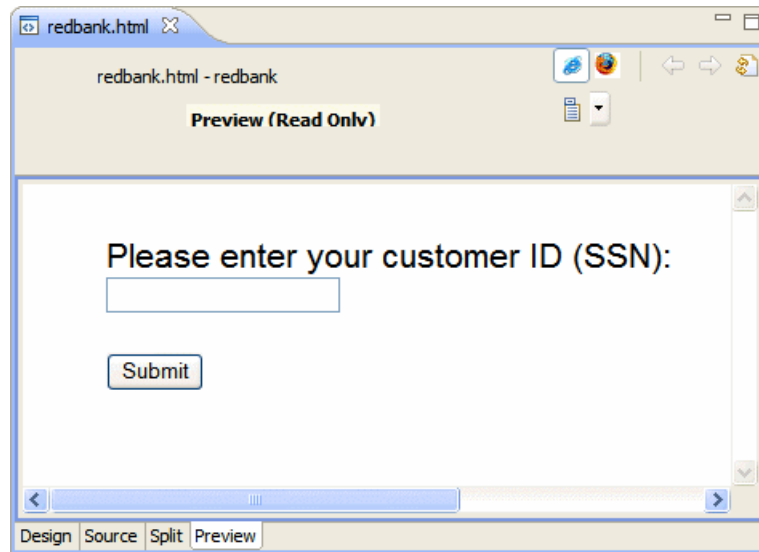 redbank.html
redbank.html - redbank
Preview (Read Only)
Please enter your customer ID (SSN):
Submit
Design Source Split Preview